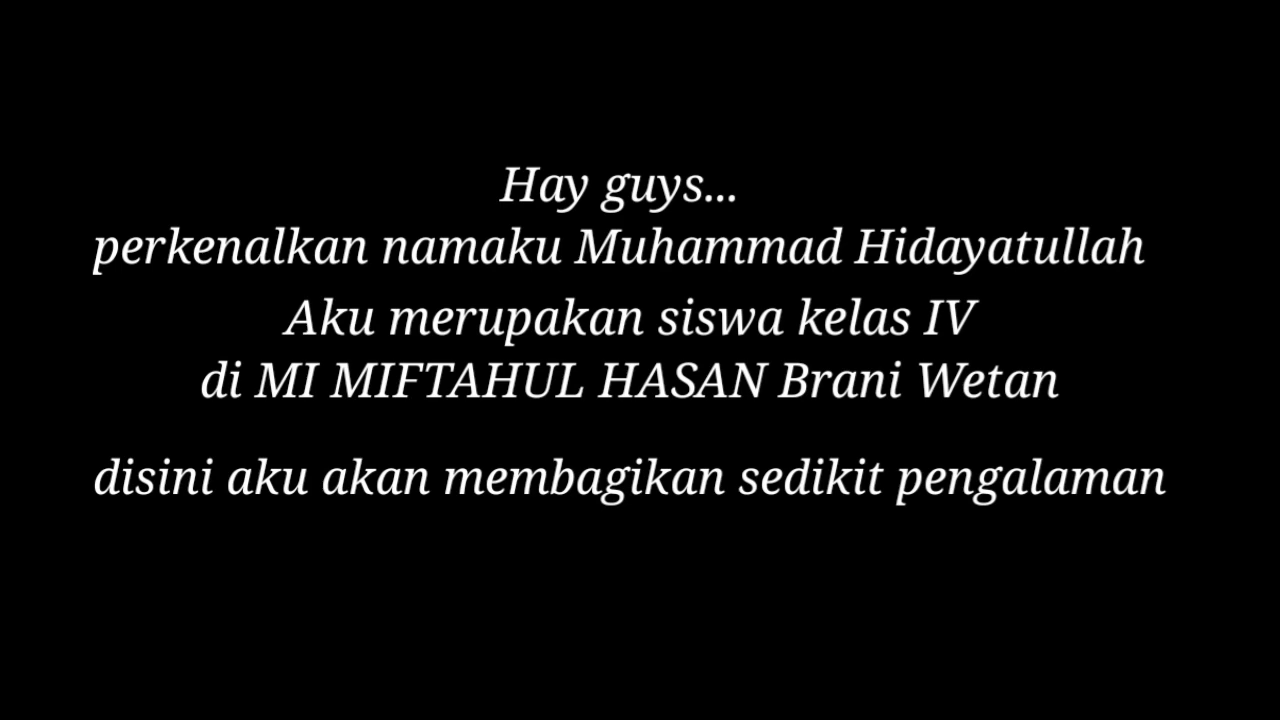 Hay guys...
perkenalkan namaku Muhammad Hidayatullah
Aku merupakan siswa kelas IV
di MI MIFTAHUL HASAN Brani Wetan
disini aku akan membagikan sedikit pengalaman